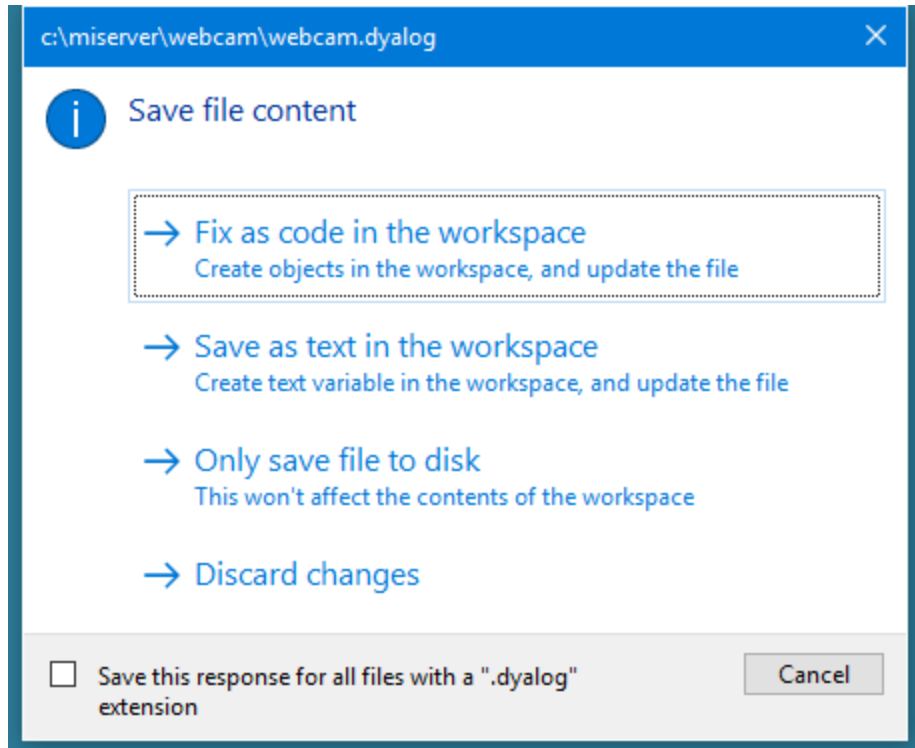 c:\miserver\webcam\webcam.dyalog
Save file content
Fix as code in the workspace
Create objects in the workspace, and update the file
Save as text in the workspace
Create text variable in the workspace, and update the file
Only save file to disk
This won't affect the contents of the workspace
Discard changes
Save this response for all files with a ".dyalog"
extension
Cancel